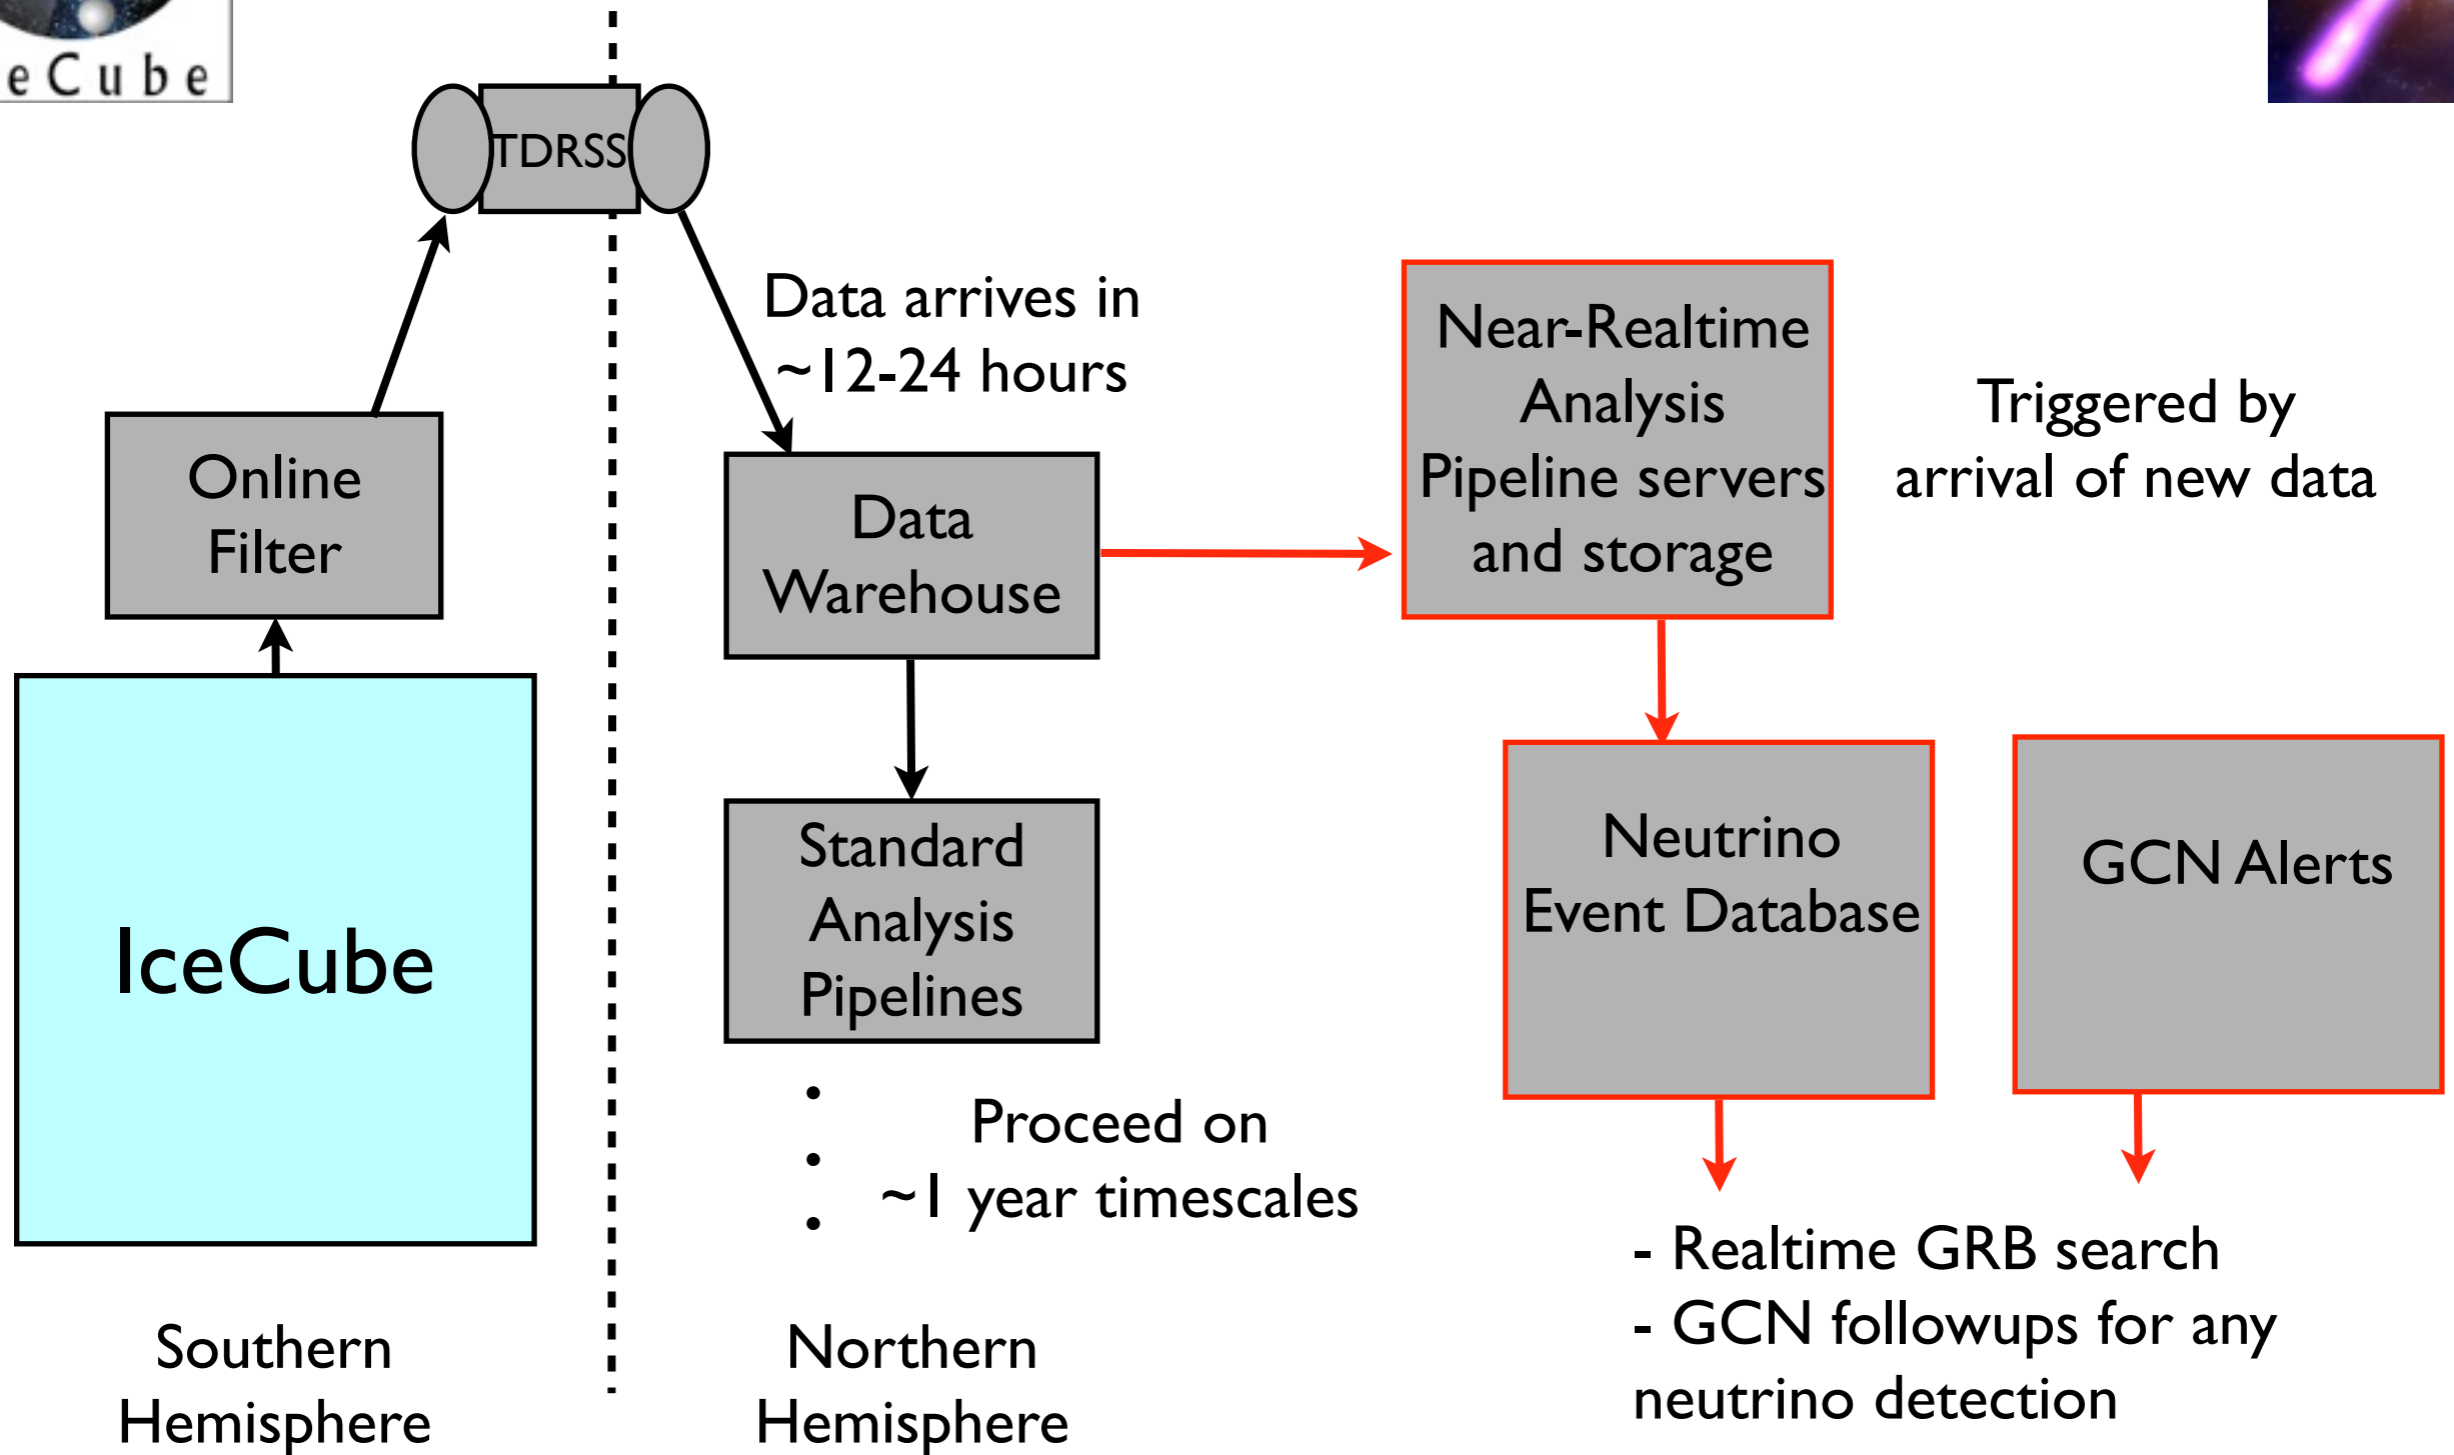 eCube
TDRSS
Data arrives in
~12-24 hours
Near-Realtime
Analysis
Pipeline servers
and storage
Triggered by
arrival of new data
Online
Filter
Data
Warehouse
IceCube
Standard
Analysis
Pipelines
Neutrino
Event Database
GCN Alerts
Proceed on
~1 year timescales
- Realtime GRB search
- GCN followups for any
neutrino detection
Southern
Hemisphere
Northern
Hemisphere